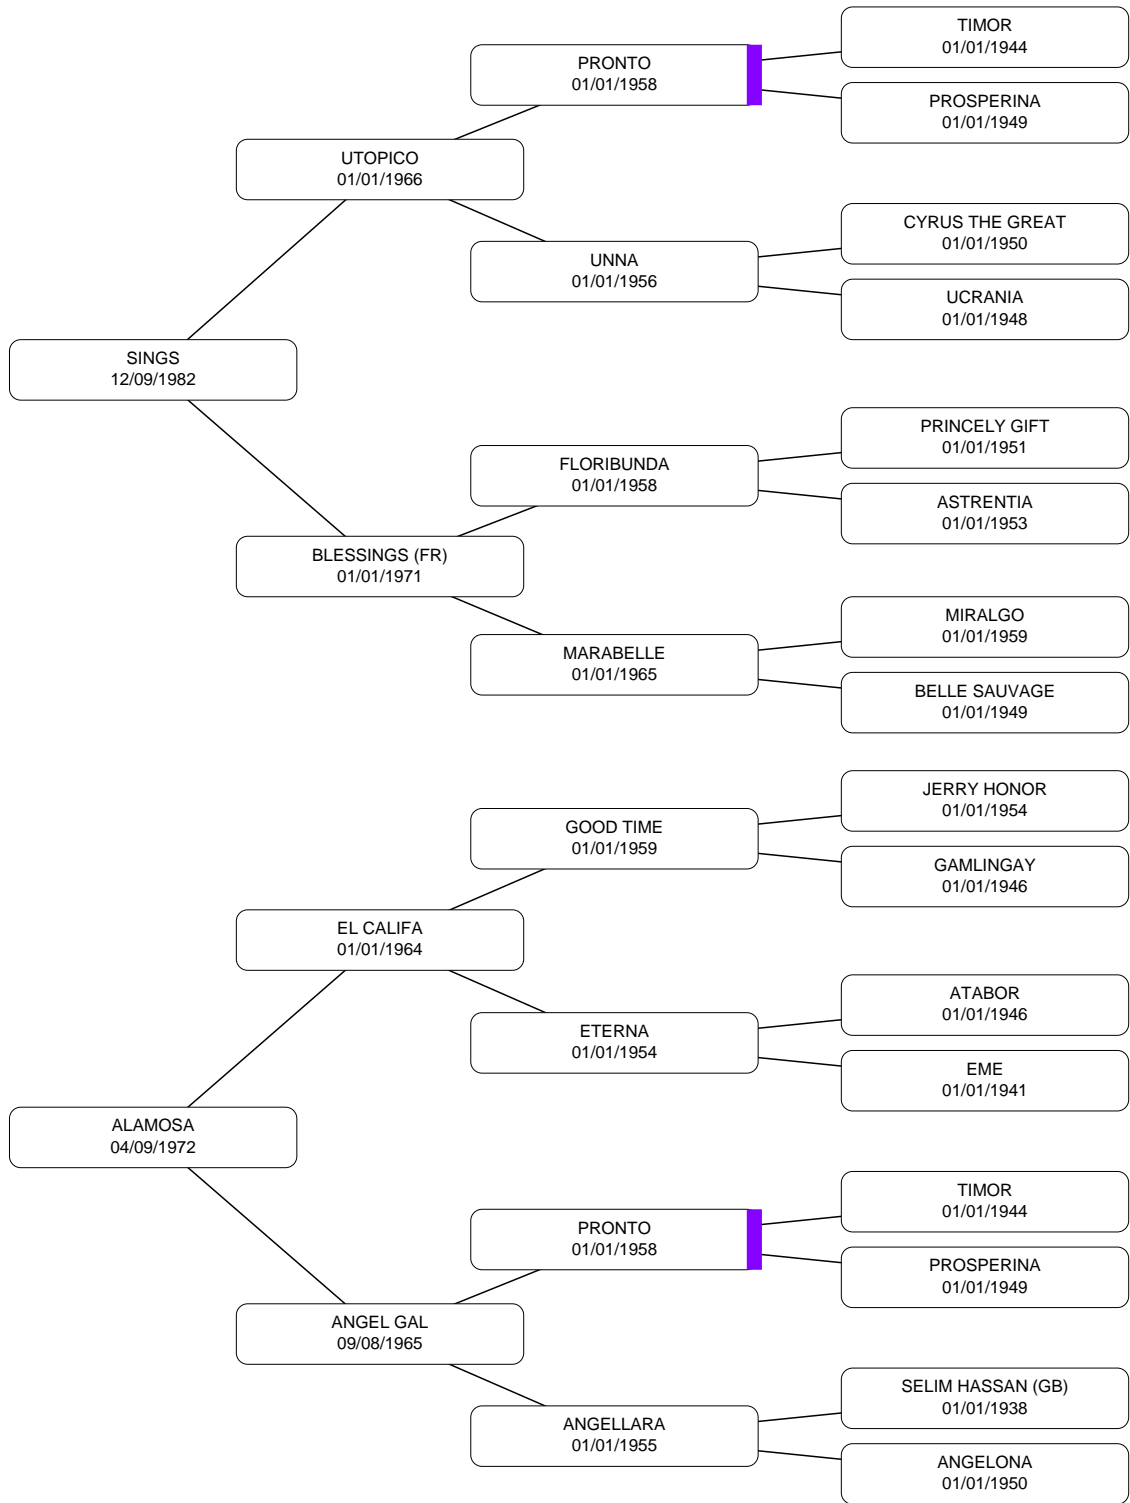 TIMOR
01/01/1944
PRONTO
01/01/1958
PROSPERINA
01/01/1949
UTOPICO
01/01/1966
CYRUS THE GREAT
01/01/1950
UNNA
01/01/1956
UCRANIA
01/01/1948
SINGS
12/09/1982
PRINCELY GIFT
01/01/1951
FLORIBUNDA
01/01/1958
ASTRENTIA
01/01/1953
BLESSINGS (FR)
01/01/1971
MIRALGO
01/01/1959
MARABELLE
01/01/1965
BELLE SAUVAGE
01/01/1949
JERRY HONOR
01/01/1954
GOOD TIME
01/01/1959
GAMLINGAY
01/01/1946
EL CALIFA
01/01/1964
ATABOR
01/01/1946
ETERNA
01/01/1954
EME
01/01/1941
ALAMOSA
04/09/1972
TIMOR
01/01/1944
PRONTO
01/01/1958
PROSPERINA
01/01/1949
ANGEL GAL
09/08/1965
SELIM HASSAN (GB)
01/01/1938
ANGELLARA
01/01/1955
ANGELONA
01/01/1950